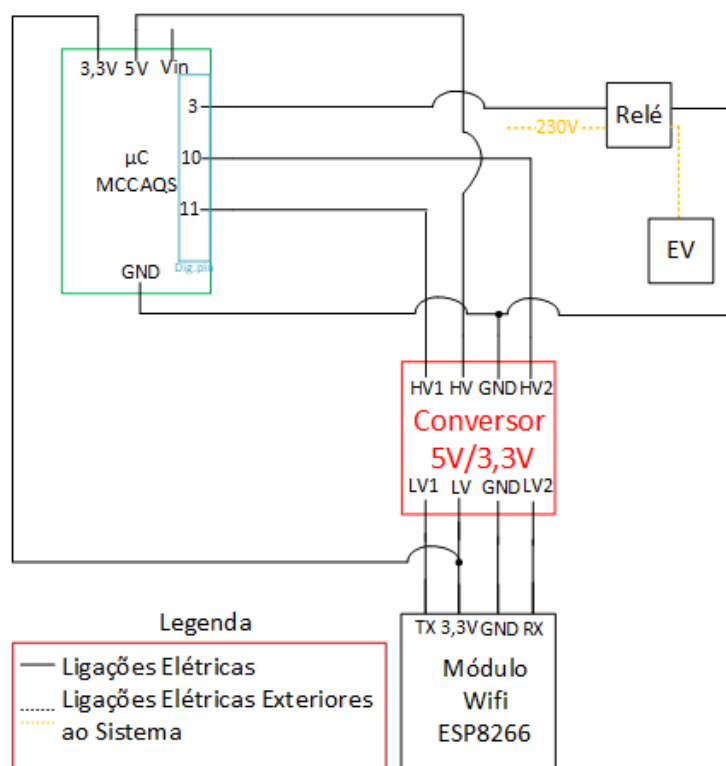 3,3V 5V Vin
3
Relé
230V
µC
MCCAQS
10
11
EV
GND
Dig.pin
HV1 HV GND HV2
Conversor
5V/3,3V
LV1 LV GND LV2
Legenda
Ligações Elétricas
Ligações Elétricas Exteriores
ao Sistema
TX 3,3V GND RX
Módulo
Wifi
ESP8266